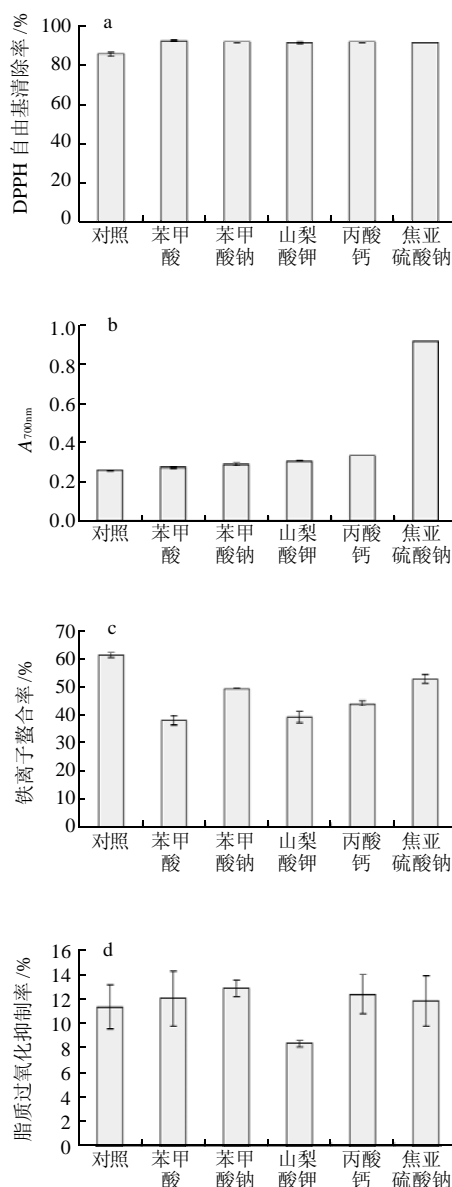 a
DPPH 自由基清除率/%
100
80
60
40
20
0
对照 苯甲酸 苯甲酸钠 山梨酸钾 丙酸钙 焦亚硫酸钠
b
A700nm
1.0
0.8
0.6
0.4
0.2
0.0
对照 苯甲酸 苯甲酸钠 山梨酸钾 丙酸钙 焦亚硫酸钠
c
铁离子螯合率/%
70
60
50
40
30
20
10
0
对照 苯甲酸 苯甲酸钠 山梨酸钾 丙酸钙 焦亚硫酸钠
d
脂质过氧化抑制率/%
16
14
12
10
8
6
4
2
0
对照 苯甲酸 苯甲酸钠 山梨酸钾 丙酸钙 焦亚硫酸钠